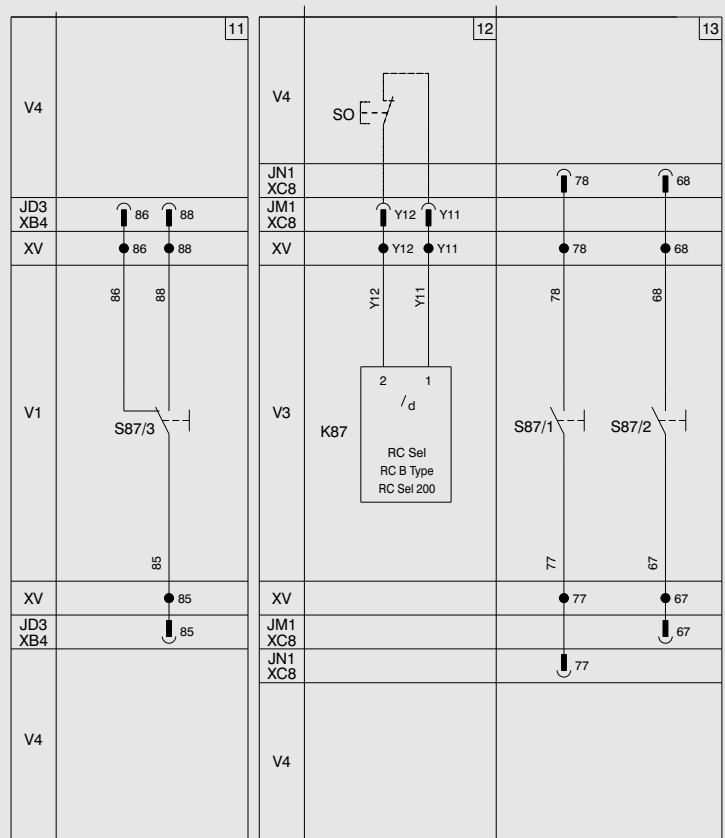 11
V4
JD3
XB4
86
88
XV
86
88
86
88
V1
S87/3
85
XV
85
JD3
XB4
85
V4
12
13
V4
SO
JN1
XC8
78
68
JM1
XC8
Y12
Y11
XV
Y12
Y11
78
68
Y12
Y11
78
68
2
1
/d
V3
K87
S87/1
S87/2
RC Sel
RC B Type
RC Sel 200
77
67
XV
77
67
JM1
XC8
67
JN1
XC8
77
V4